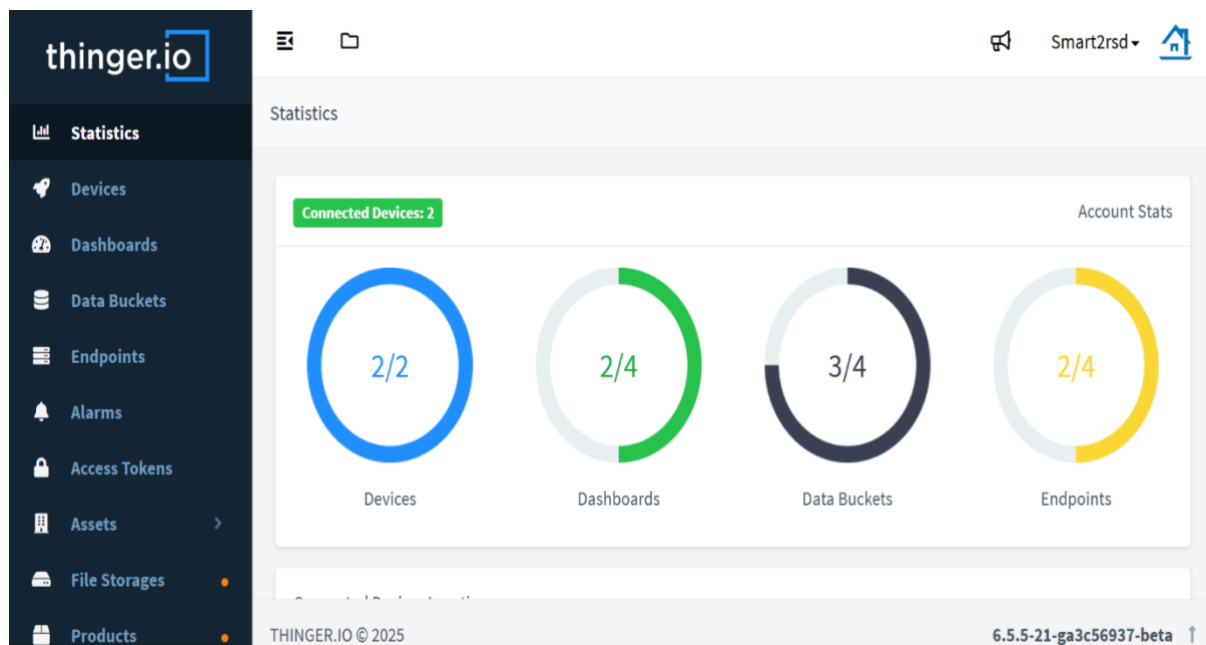 thinger.io
Smart2rsd
Statistics
Statistics
Devices
Dashboards
Data Buckets
Endpoints
Alarms
Access Tokens
Assets
File Storages
Products
Connected Devices: 2
Account Stats
2/2
2/4
3/4
2/4
Devices
Dashboards
Data Buckets
Endpoints
THINGER.IO © 2025
6.5.5-21-ga3c56937-beta